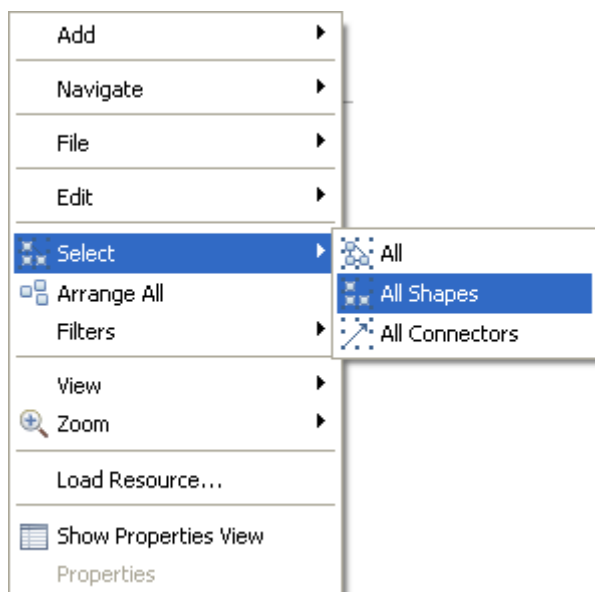 Add
Navigate
File
Edit
Select
All
Arrange All
All Shapes
Filters
All Connectors
View
Zoom
Load Resource...
Show Properties View
Properties